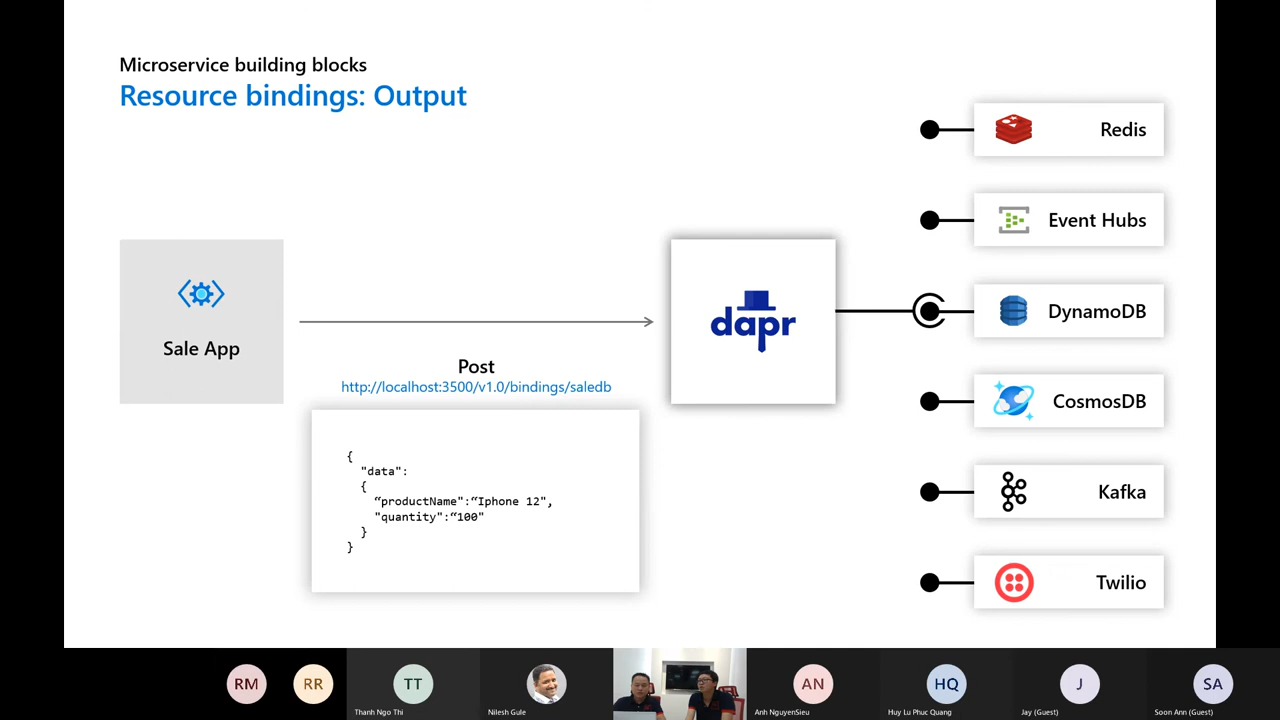 Microservice building blocks
Resource bindings: Output
Sale App
Post
http://localhost:3500/v1.0/bindings/saledb
{
"data":
{
“productName":“Iphone 12",
"quantity":“100"
}
}
dapr
Redis
Event Hubs
DynamoDB
CosmosDB
Kafka
Twilio
RM
RR
TT
Thanh Ngo Thi
Nilesh Gule
AN
Anh NguyenSieu
HQ
Huy Lu Phuc Quang
J
Jay (Guest)
SA
Soon Ann (Guest)